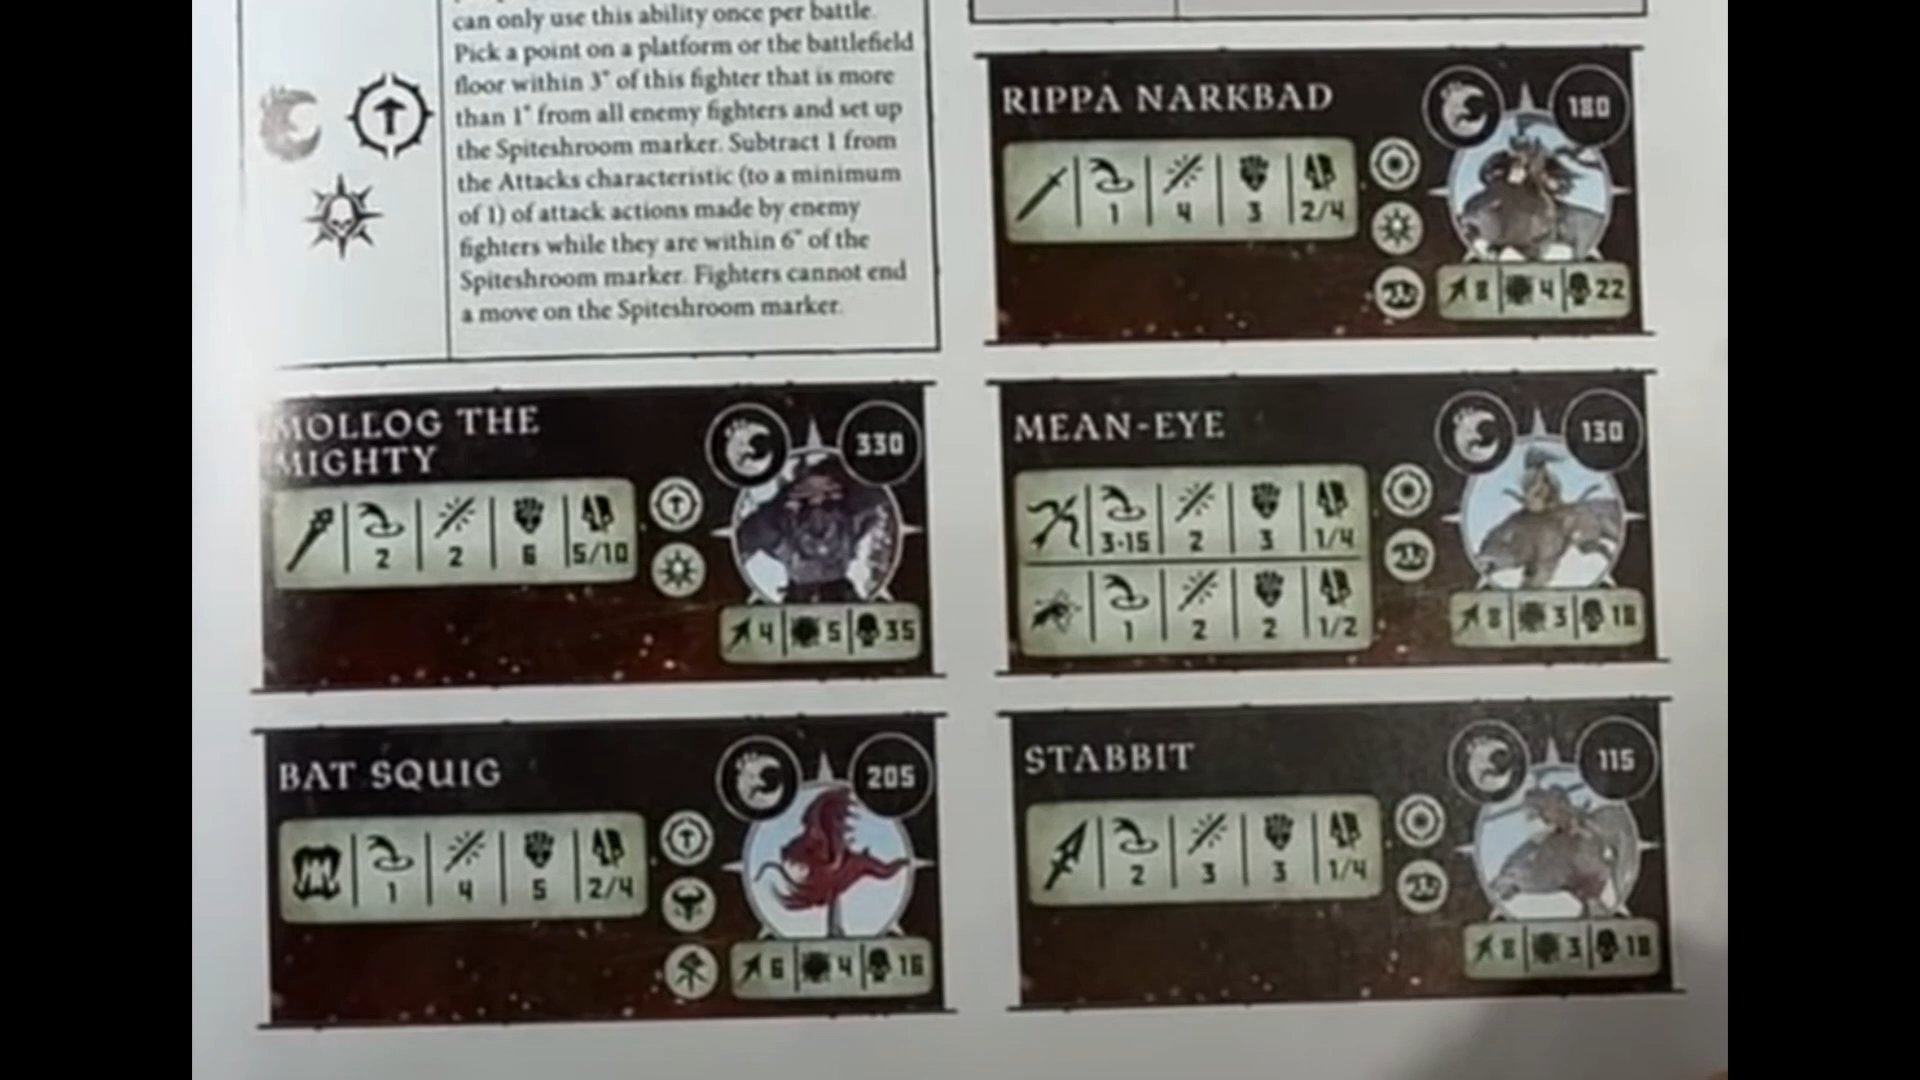 can only use this ability once per battle.
Pick a point on a platform or the battlefield
floor within 3" of this fighter that is more
than 1" from all enemy fighters and set up
the Spiteshroom marker. Subtract 1 from
the Attacks characteristic (to a minimum
of 1) of attack actions made by enemy
fighters while they are within 6" of the
Spiteshroom marker. Fighters cannot end
a move on the Spiteshroom marker.
MOLLOG THE
MIGHTY
330
2 2 6 5/10
4 5 35
BAT SQUIG
205
1 4 5 2/4
6 4 16
RIPPA NARKBAD
180
1 4 3 2/4
8 4 22
MEAN-EYE
130
3-15 2 3 1/4
1 2 2 1/2
8 3 18
STABBIT
115
2 3 3 1/4
8 3 18